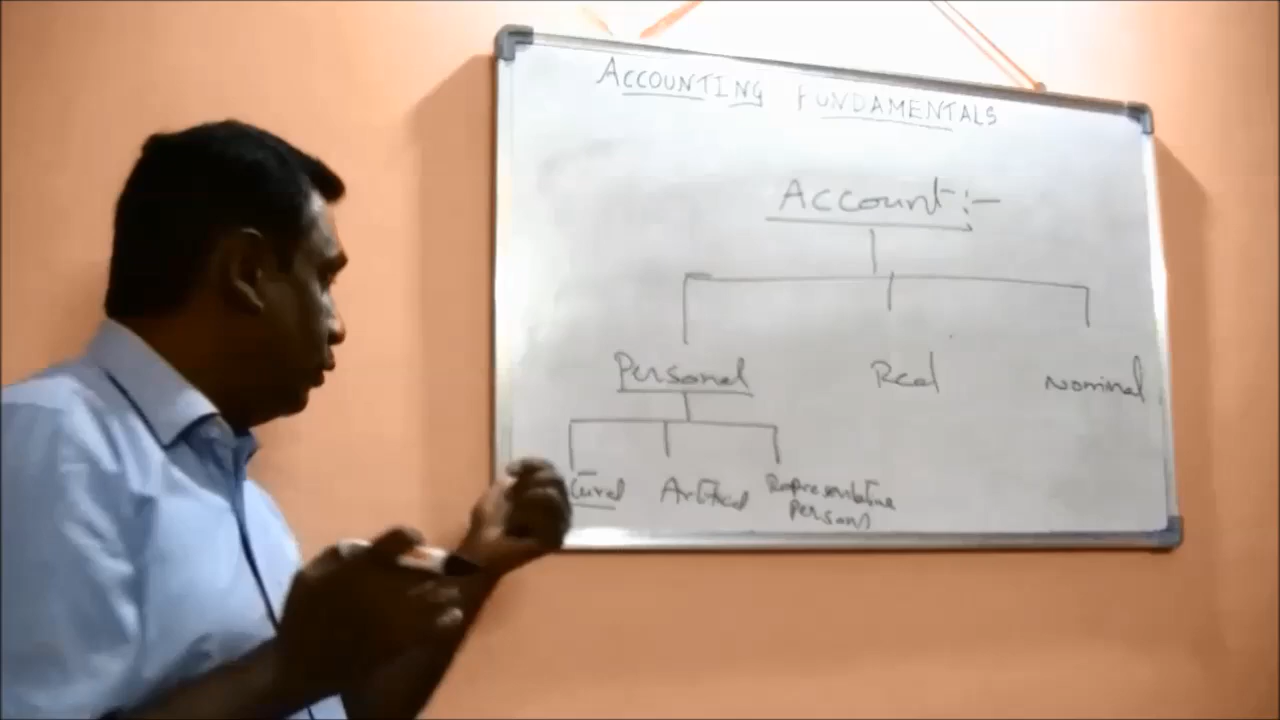 ACCOUNTING FUNDAMENTALS
Account :-
Personal Real Nominal
Artificial Representative
Persons